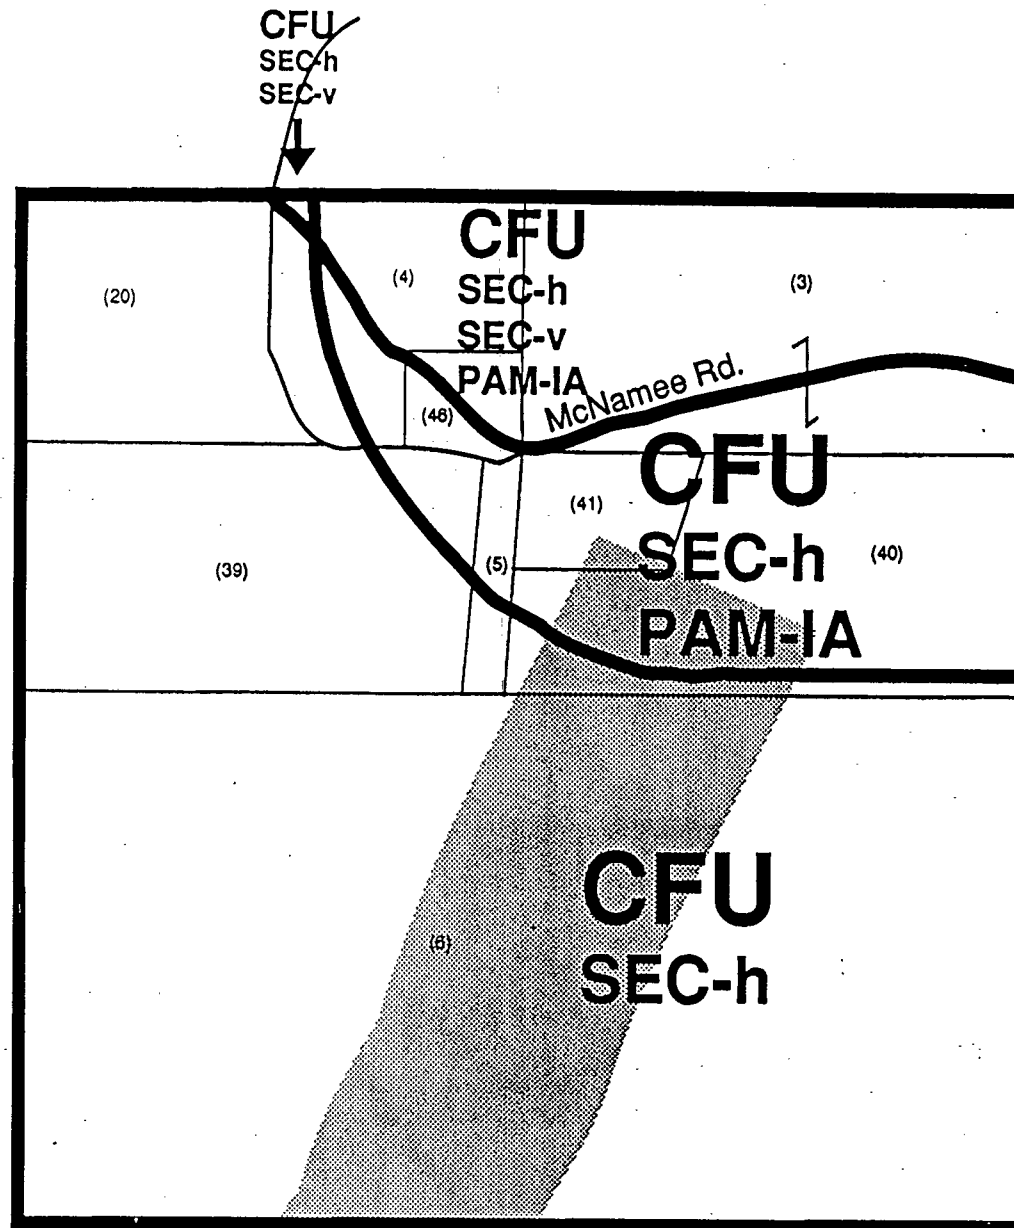 CFU
SEC-h
SEC-v
CFU
SEC-h
SEC-v
PAM-IA
(20)
(4)
(3)
(46)
McNamee Rd.
CFU
SEC-h
PAM-IA
(41)
(40)
(39)
(5)
CFU
SEC-h
(6)